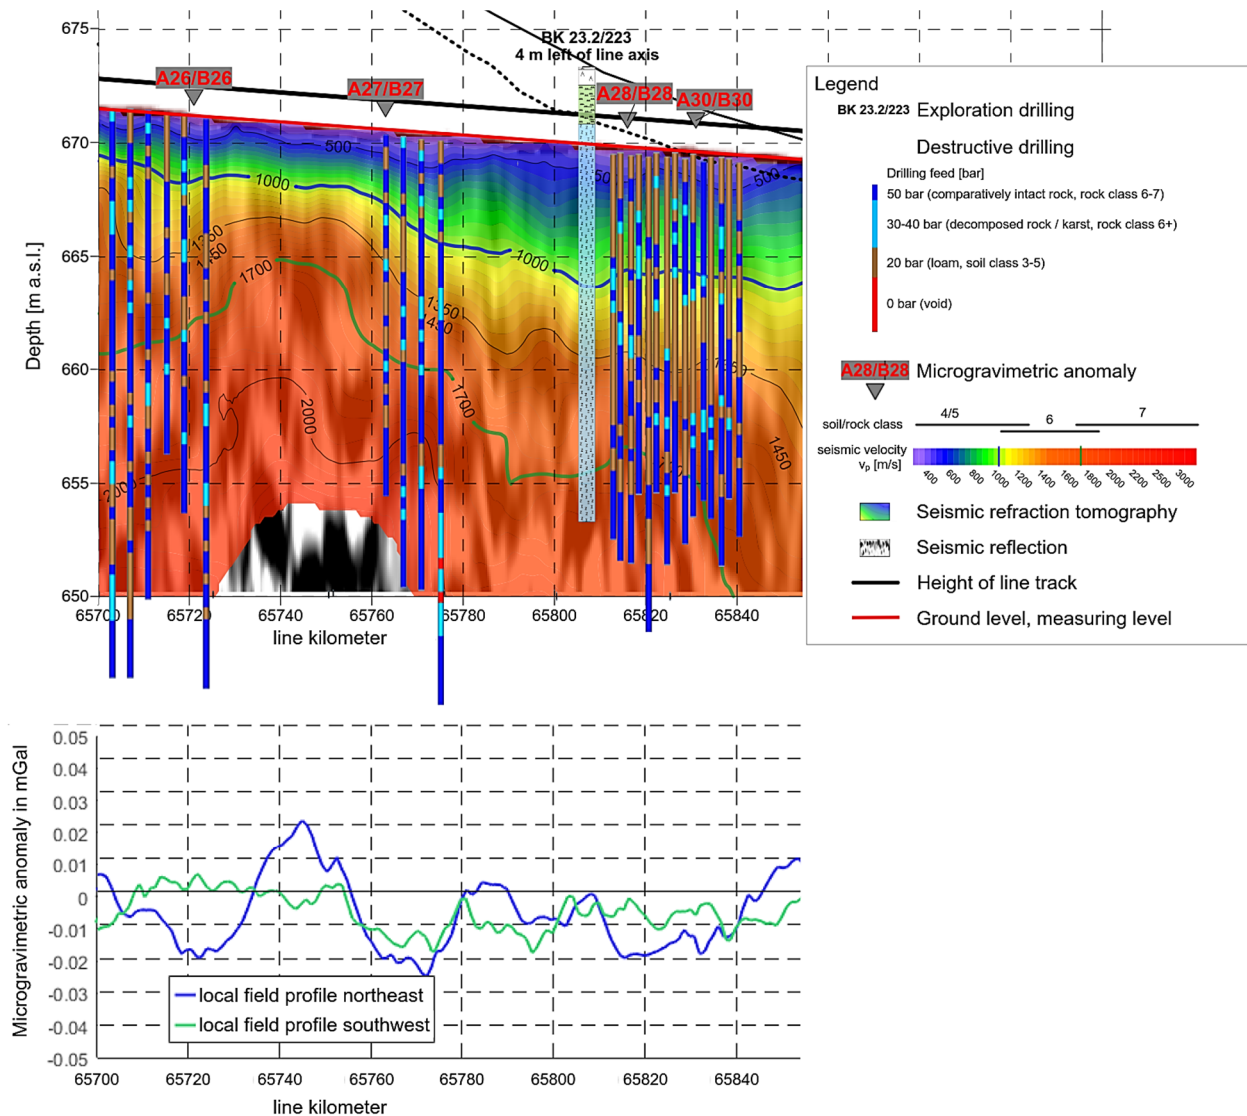 675
670
665
660
655
650
Depth [m a.s.l.]
BK 23.2/223
4 m left of line axis
A26/B26
A27/B27
A28/B28
A30/B30
500
50
500
1000
1000
1350
1450
1700
1350
1450
1700
2000
2000
1450
65700
65720
65740
65760
65780
65800
65820
65840
line kilometer
Legend
BK 23.2/223 Exploration drilling
Destructive drilling
Drilling feed [bar]
50 bar (comparatively intact rock, rock class 6-7)
30-40 bar (decomposed rock / karst, rock class 6+)
20 bar (loam, soil class 3-5)
0 bar (void)
A28/B28 Microgravimetric anomaly
4/5
6
7
soil/rock class
seismic velocity
vP [m/s]
400 600 800 1000 1200 1400 1600 1800 2000 2200 2600 3000
Seismic refraction tomography
Seismic reflection
Height of line track
Ground level, measuring level
Microgravimetric anomaly in mGal
0.05
0.04
0.03
0.02
0.01
0
-0.01
-0.02
-0.03
-0.04
-0.05
local field profile northeast
local field profile southwest
65700
65720
65740
65760
65780
65800
65820
65840
line kilometer